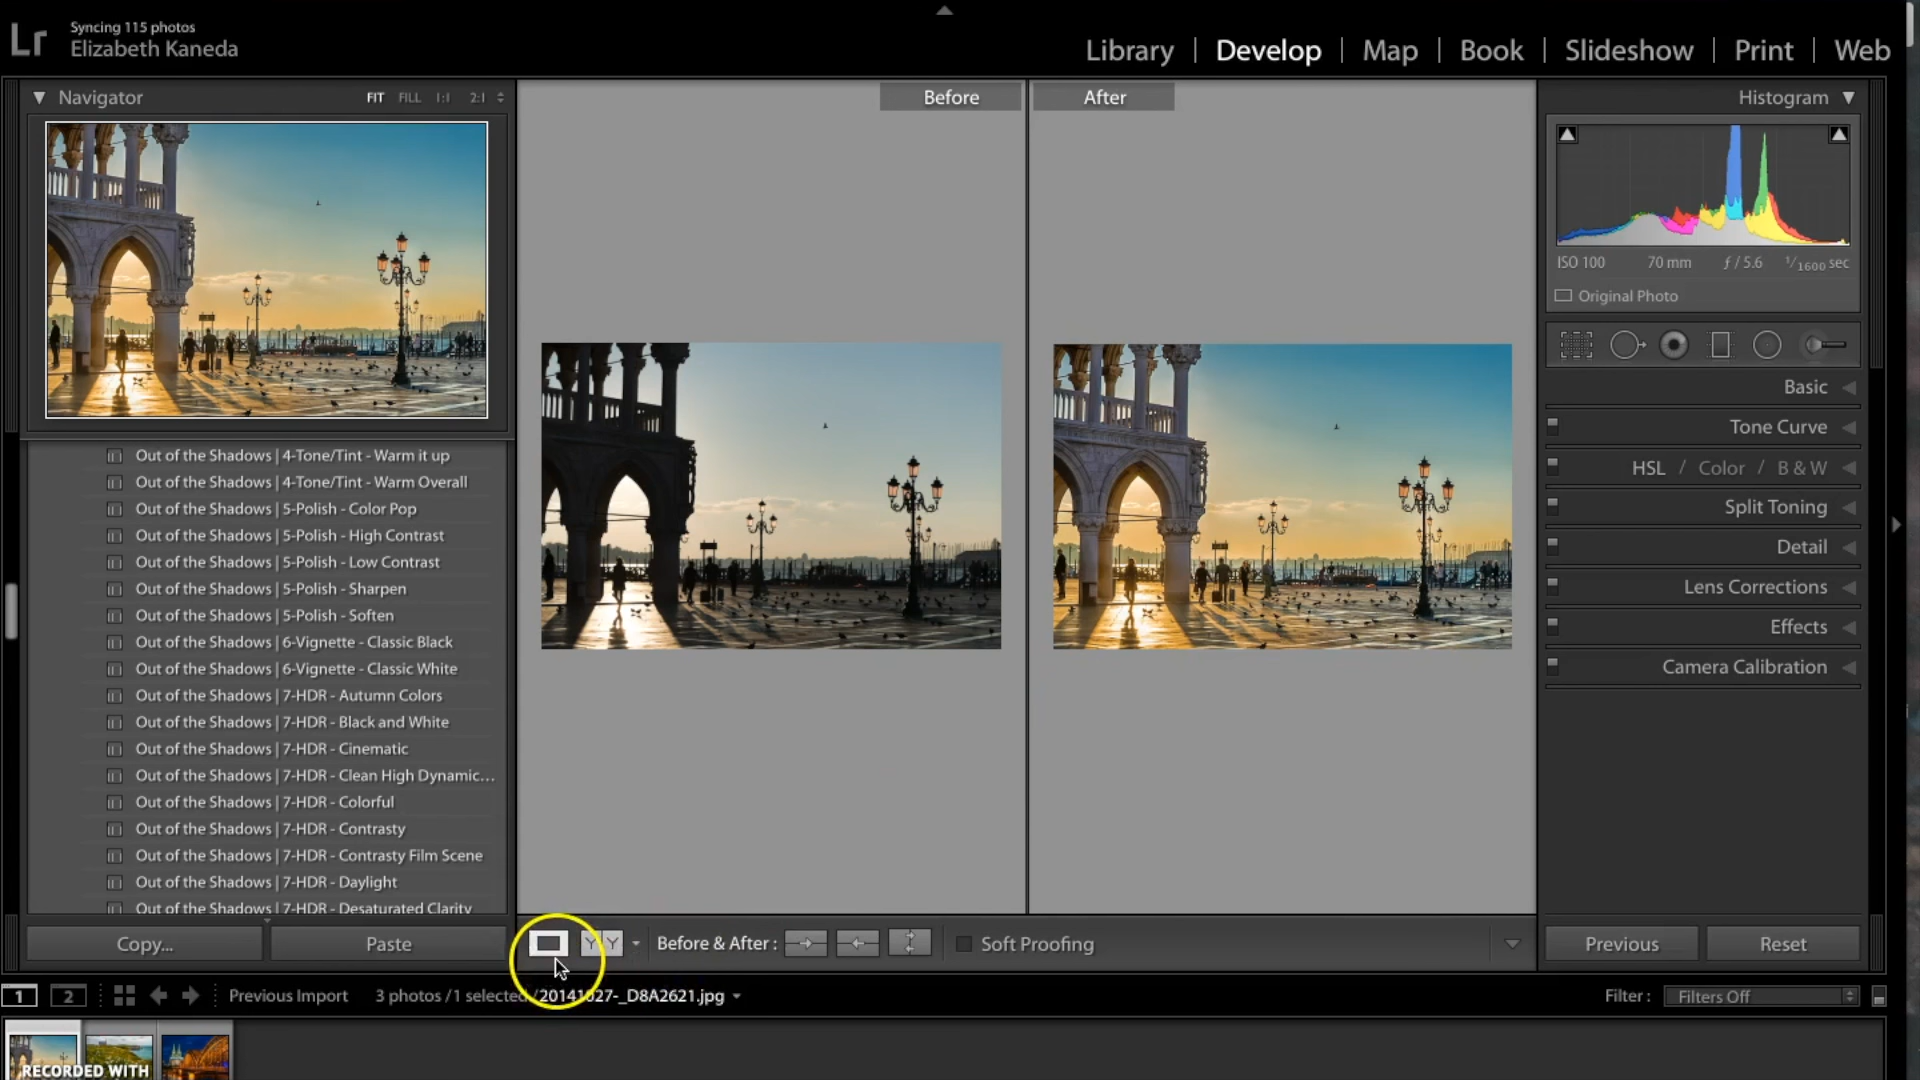 Lr
Syncing 115 photos
Elizabeth Kaneda
Library | Develop | Map | Book | Slideshow | Print | Web
Navigator
FIT FILL 1:1 2:1
Before
After
Histogram
ISO 100 70 mm ƒ / 5.6 1/1600 sec
Original Photo
Basic
Tone Curve
HSL / Color / B & W
Split Toning
Detail
Lens Corrections
Effects
Camera Calibration
Out of the Shadows | 4-Tone/Tint - Warm it up
Out of the Shadows | 4-Tone/Tint - Warm Overall
Out of the Shadows | 5-Polish - Color Pop
Out of the Shadows | 5-Polish - High Contrast
Out of the Shadows | 5-Polish - Low Contrast
Out of the Shadows | 5-Polish - Sharpen
Out of the Shadows | 5-Polish - Soften
Out of the Shadows | 6-Vignette - Classic Black
Out of the Shadows | 6-Vignette - Classic White
Out of the Shadows | 7-HDR - Autumn Colors
Out of the Shadows | 7-HDR - Black and White
Out of the Shadows | 7-HDR - Cinematic
Out of the Shadows | 7-HDR - Clean High Dynamic...
Out of the Shadows | 7-HDR - Colorful
Out of the Shadows | 7-HDR - Contrasty
Out of the Shadows | 7-HDR - Contrasty Film Scene
Out of the Shadows | 7-HDR - Daylight
Out of the Shadows | 7-HDR - Desaturated Clarity
Copy... Paste
Y Y Before & After : Soft Proofing
Previous Reset
1 2 Previous Import 3 photos /1 selected /20141027-_D8A2621.jpg
Filter : Filters Off
RECORDED WITH